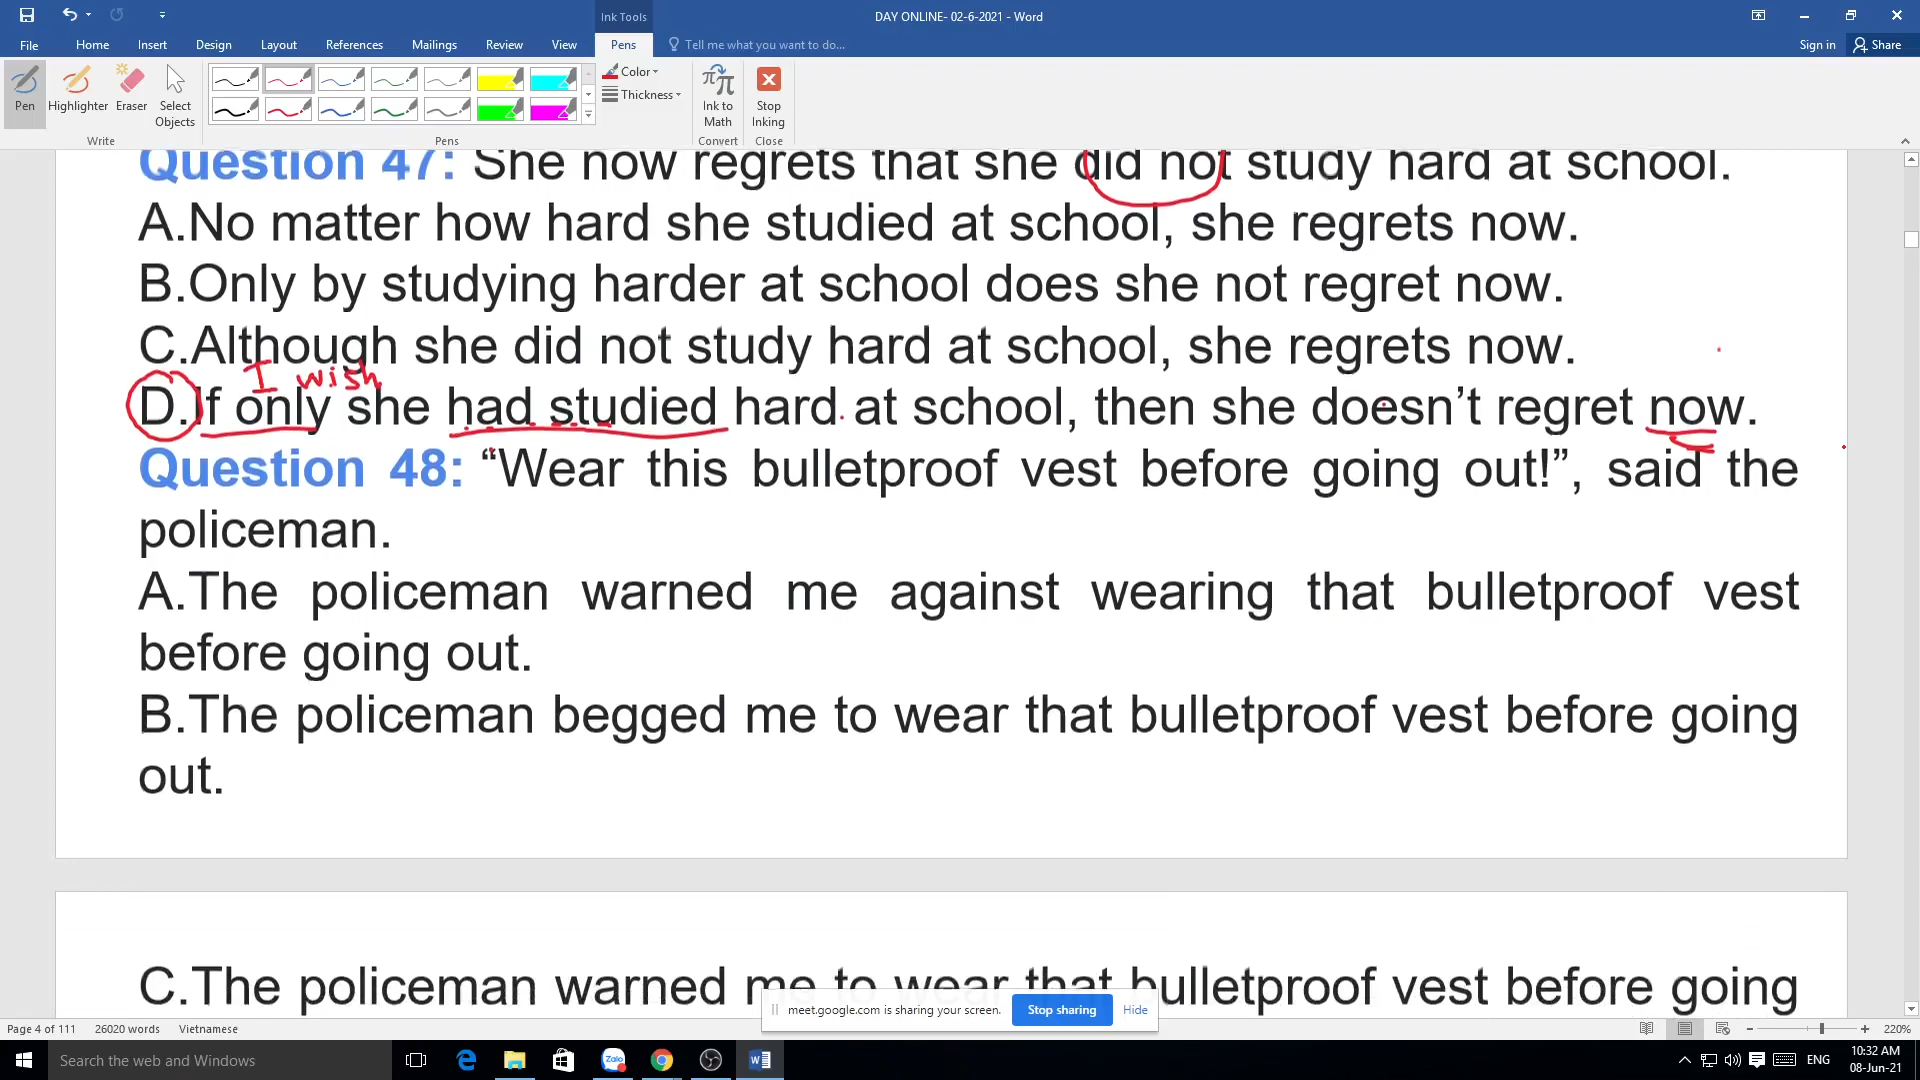 Ink Tools
DAY ONLINE- 02-6-2021 - Word
File Home Insert Design Layout References Mailings Review View Pens Tell me what you want to do... Sign in Share
Pen Highlighter Eraser Select Objects
Color
Thickness
Ink to Math
Stop Inking
Write Pens Convert Close
Question 47: She now regrets that she did not study hard at school.
A.No matter how hard she studied at school, she regrets now.
B.Only by studying harder at school does she not regret now.
C.Although she did not study hard at school, she regrets now.
I wish
D.If only she had studied hard at school, then she doesn’t regret now.
Question 48: “Wear this bulletproof vest before going out!”, said the
policeman.
A.The policeman warned me against wearing that bulletproof vest
before going out.
B.The policeman begged me to wear that bulletproof vest before going
out.
C.The policeman warned me to wear that bulletproof vest before going
meet.google.com is sharing your screen. Stop sharing Hide
Page 4 of 111 26020 words Vietnamese 220%
Search the web and Windows
Zalo
ENG
10:32 AM
08-Jun-21